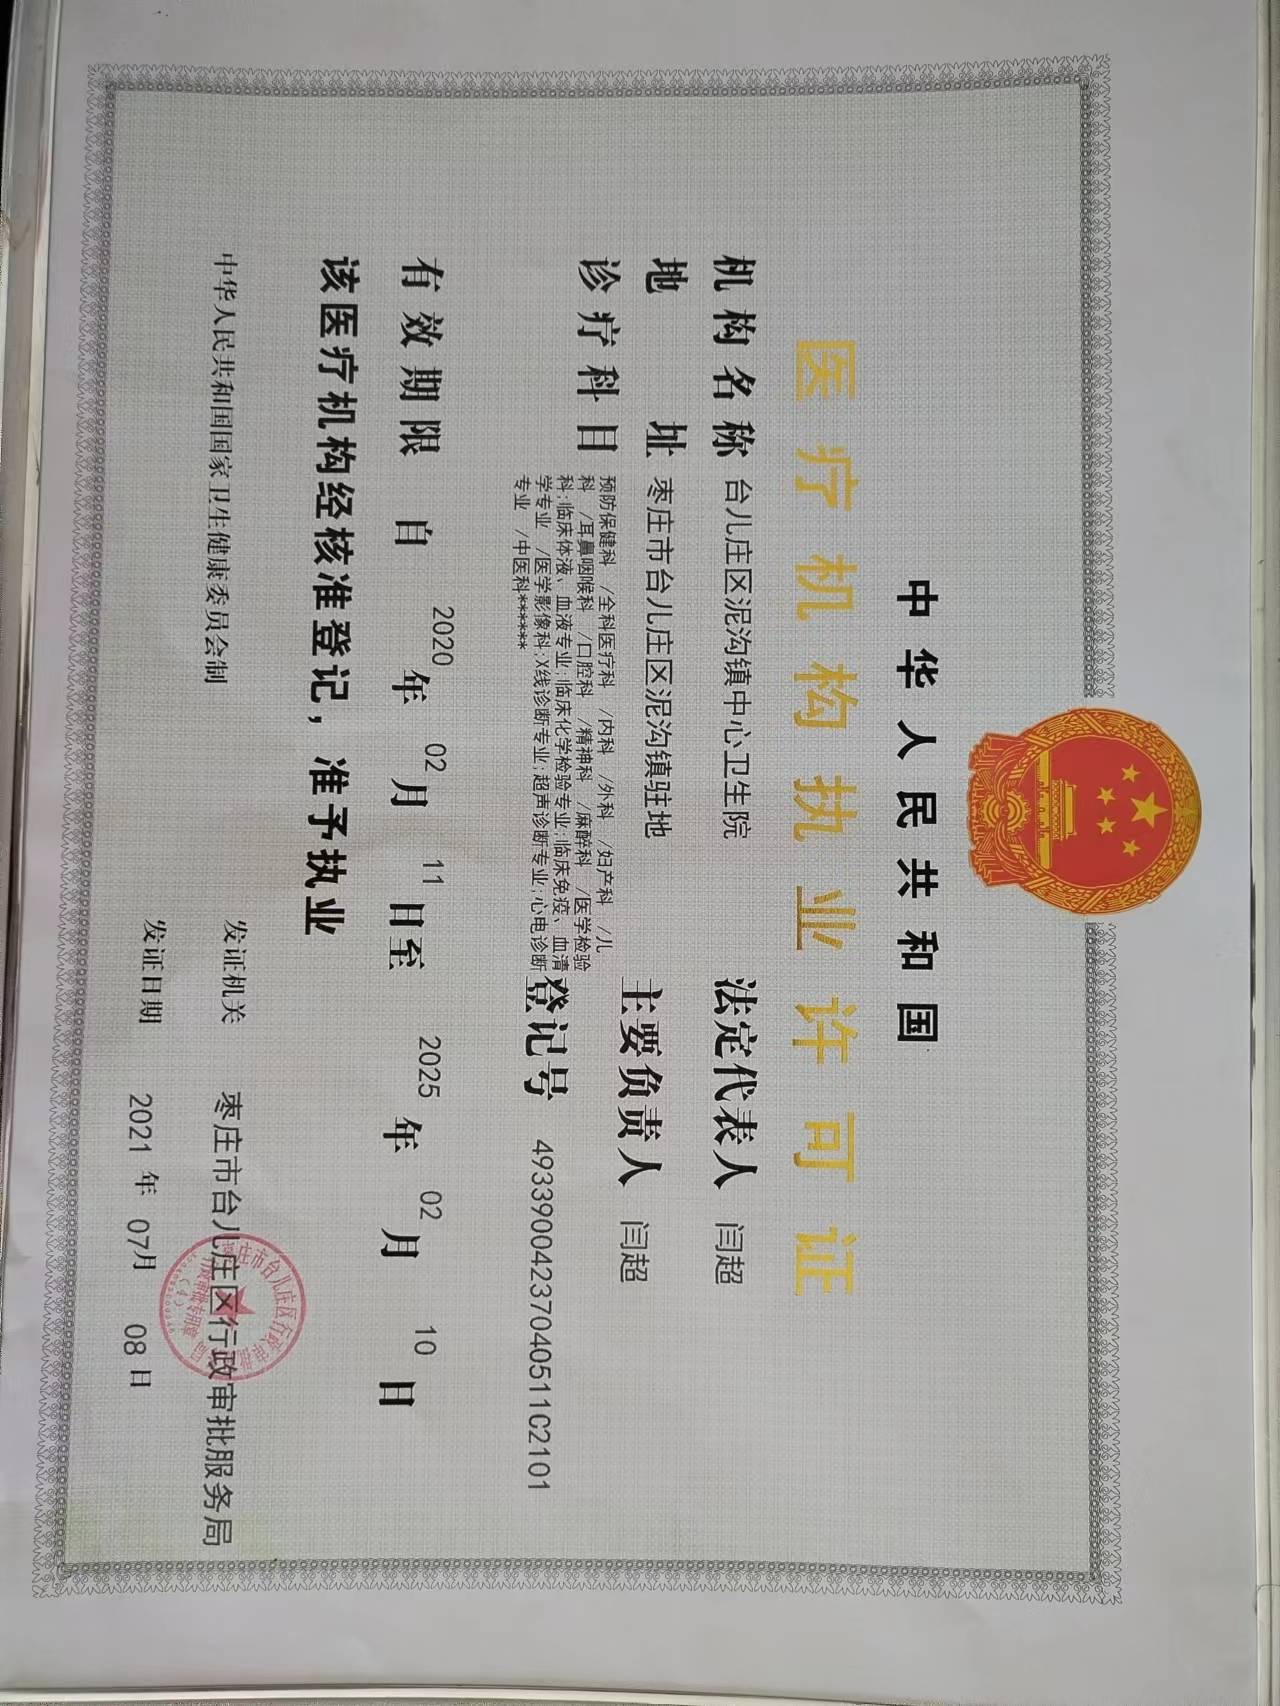 中华人民共和国
医疗机构执业许可证
机构名称 台儿庄区泥沟镇中心卫生院
法定代表人 闫超
地址 枣庄市台儿庄区泥沟镇驻地
主要负责人 闫超
诊疗科目 预防保健科 /全科医疗科 /内科 /外科 /妇产科 /儿
科 /耳鼻咽喉科 /口腔科 /精神科 /麻醉科 /医学检验
科;临床体液、血液专业;临床化学检验专业;临床免疫、血清
学专业 /医学影像科;X线诊断专业;超声诊断专业;心电诊断
专业 /中医科******
登记号 49339004237040511C2101
有效期限 自 2020 年 02 月 11 日至 2025 年 02 月 10 日
该医疗机构经核准登记,准予执业
中华人民共和国国家卫生健康委员会制
发证机关 枣庄市台儿庄区行政审批服务局
发证日期 2021 年 07 月 08 日